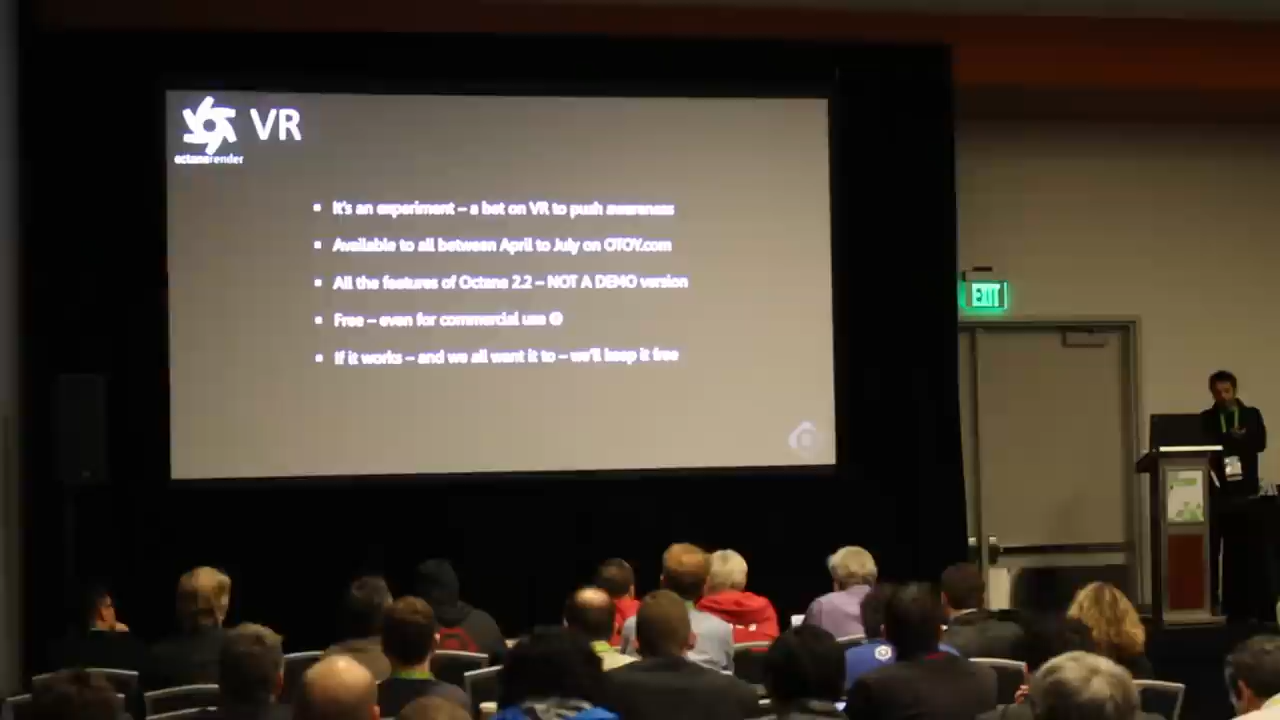 VR
octanerender
▪ It's an experiment – a bet on VR to push awareness
▪ Available to all between April to July on OTOY.com
▪ All the features of Octane 2.2 – NOT A DEMO version
▪ Free – even for commercial use ☺
▪ If it works – and we all want it to – we'll keep it free
EXIT